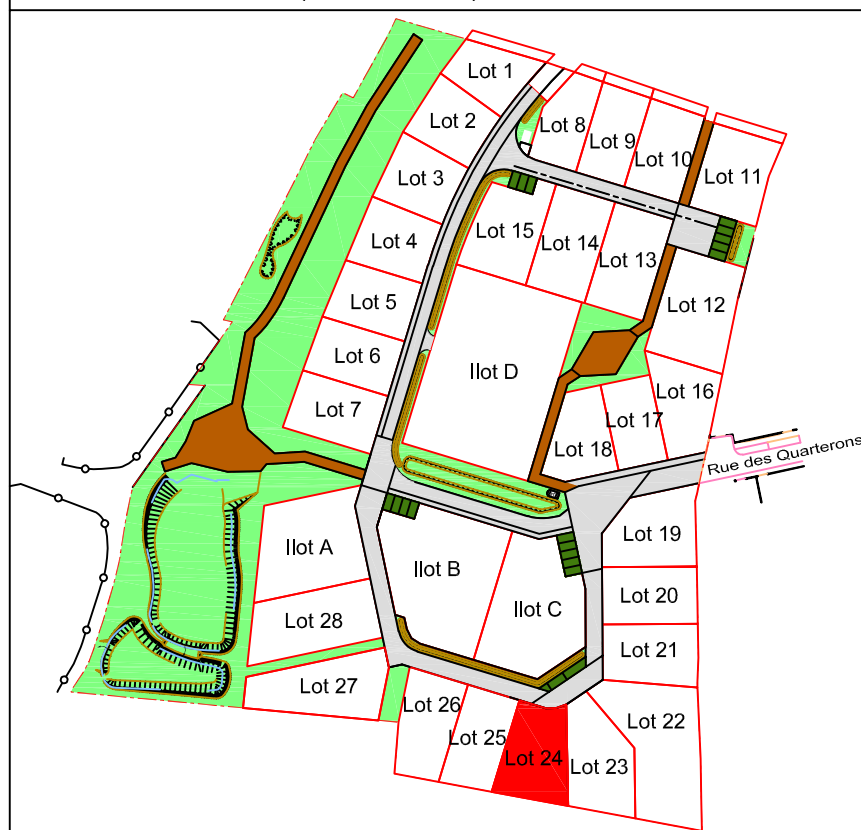 Lot 1
Lot 2
Lot 3
Lot 4
Lot 5
Lot 6
Lot 7
Lot 8
Lot 9
Lot 10
Lot 11
Lot 15
Lot 14
Lot 13
Lot 12
Ilot D
Lot 16
Lot 17
Lot 18
Rue des Quarterons
Ilot A
Ilot B
Ilot C
Lot 19
Lot 20
Lot 21
Lot 28
Lot 27
Lot 26
Lot 25
Lot 24
Lot 23
Lot 22